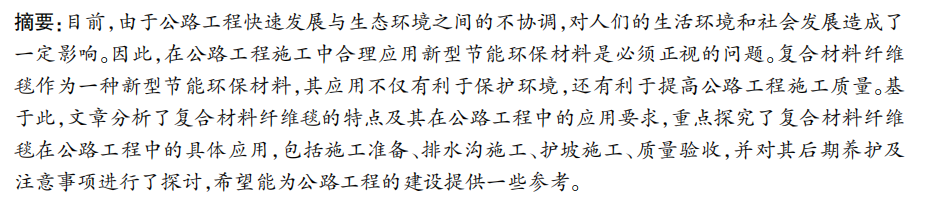 摘要:目前,由于公路工程快速发展与生态环境之间的不协调,对人们的生活环境和社会发展造成了
一定影响。因此,在公路工程施工中合理应用新型节能环保材料是必须正视的问题。复合材料纤维
毯作为一种新型节能环保材料,其应用不仅有利于保护环境,还有利于提高公路工程施工质量。基
于此,文章分析了复合材料纤维毯的特点及其在公路工程中的应用要求,重点探究了复合材料纤维
毯在公路工程中的具体应用,包括施工准备、排水沟施工、护坡施工、质量验收,并对其后期养护及
注意事项进行了探讨,希望能为公路工程的建设提供一些参考。